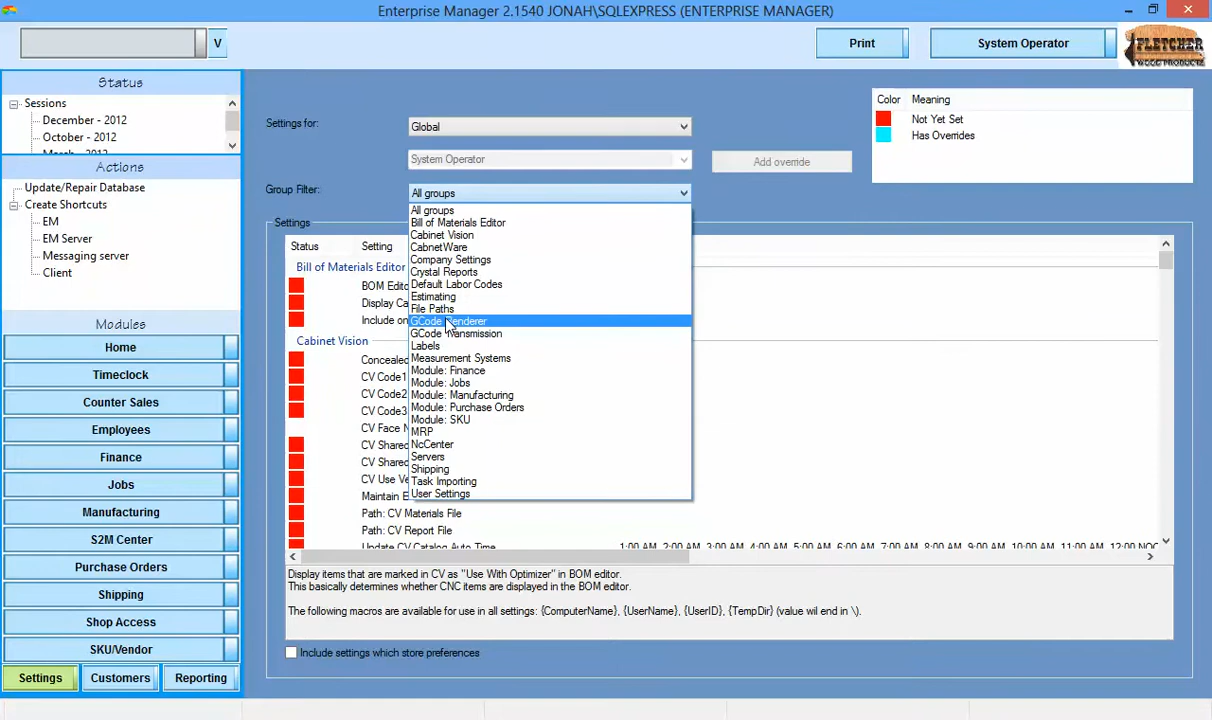 Enterprise Manager 2.1540 JONAH\SQLEXPRESS (ENTERPRISE MANAGER)
V
Print
System Operator
FLETCHER
WOOD PRODUCTS
Status
Sessions
December - 2012
October - 2012
March - 2012
Actions
Update/Repair Database
Create Shortcuts
EM
EM Server
Messaging server
Client
Modules
Home
Timeclock
Counter Sales
Employees
Finance
Jobs
Manufacturing
S2M Center
Purchase Orders
Shipping
Shop Access
SKU/Vendor
Settings
Customers
Reporting
Settings for:
Global
System Operator
Add override
Group Filter:
All groups
Color
Meaning
Not Yet Set
Has Overrides
All groups
Bill of Materials Editor
Cabinet Vision
CabnetWare
Company Settings
Crystal Reports
Default Labor Codes
Estimating
File Paths
GCode Renderer
GCode Transmission
Labels
Measurement Systems
Module: Finance
Module: Jobs
Module: Manufacturing
Module: Purchase Orders
Module: SKU
MRP
NcCenter
Servers
Shipping
Task Importing
User Settings
Settings
Status
Setting
Bill of Materials Editor
BOM Edito
Display Ca
Include on
Cabinet Vision
Concealed
CV Code1
CV Code2
CV Code3
CV Face N
CV Shared
CV Shared
CV Use Ve
Maintain E
Path: CV Materials File
Path: CV Report File
Update CV Catalog Auto Time
1:00 AM 2:00 AM 3:00 AM 4:00 AM 5:00 AM 6:00 AM 7:00 AM 8:00 AM 9:00 AM 10:00 AM 11:00 AM 12:00 NOO
Display items that are marked in CV as "Use With Optimizer" in BOM editor.
This basically determines whether CNC items are displayed in the BOM editor.
The following macros are available for use in all settings: {ComputerName}, {UserName}, {UserID}, {TempDir} (value wil end in \).
Include settings which store preferences